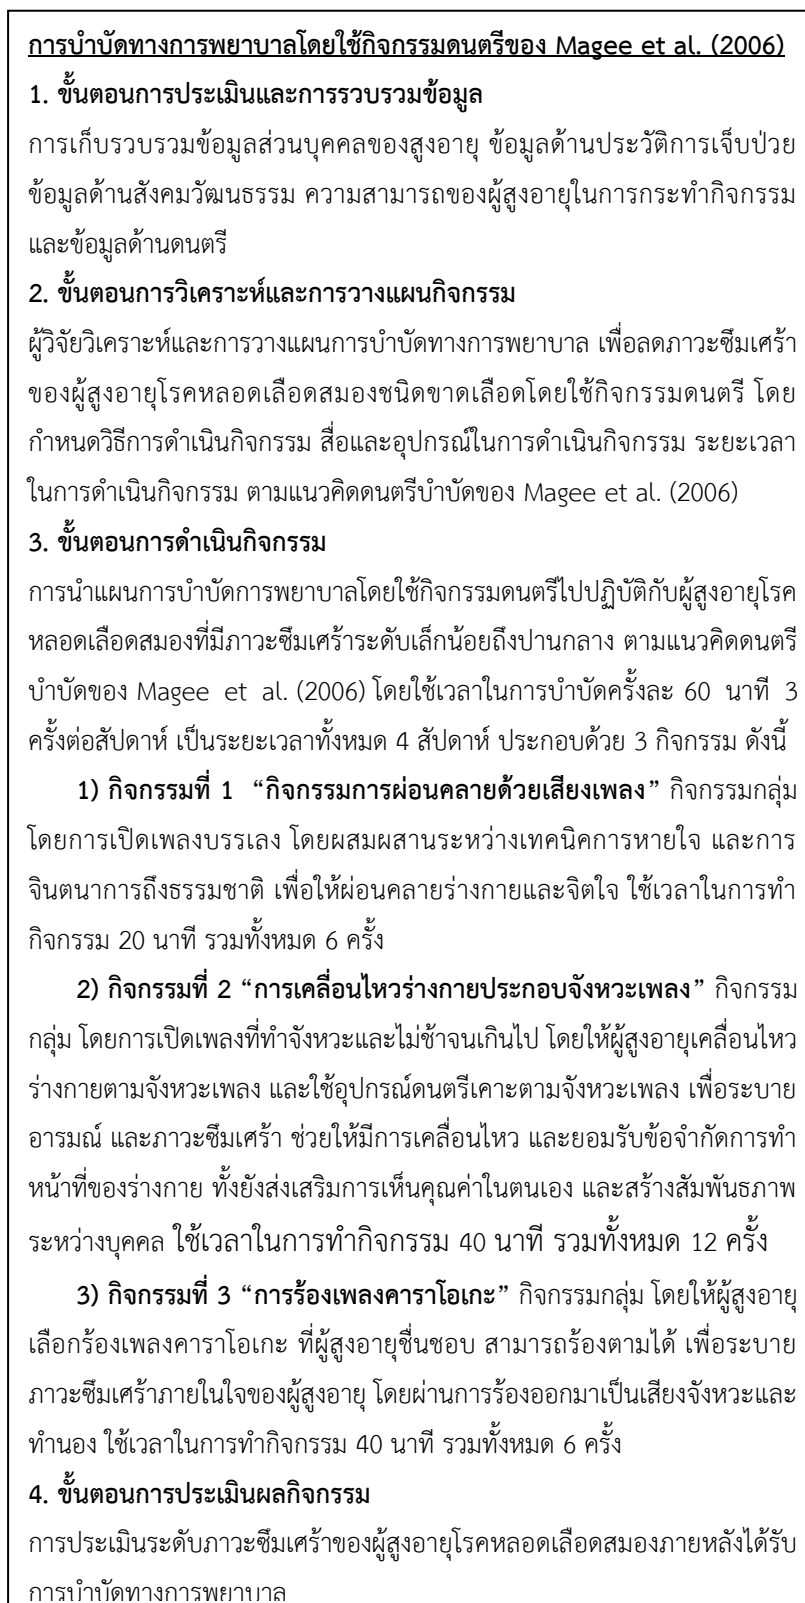 การบำบัดทางการพยาบาลโดยใช้กิจกรรมดนตรีของ Magee et al. (2006)
1. ขั้นตอนการประเมินและการรวบรวมข้อมูล
การเก็บรวบรวมข้อมูลส่วนบุคคลของสูงอายุ ข้อมูลด้านประวัติการเจ็บป่วย
ข้อมูลด้านสังคมวัฒนธรรม ความสามารถของผู้สูงอายุในการกระทำกิจกรรม
และข้อมูลด้านดนตรี
2. ขั้นตอนการวิเคราะห์และการวางแผนกิจกรรม
ผู้วิจัยวิเคราะห์และการวางแผนการบำบัดทางการพยาบาล เพื่อลดภาวะซึมเศร้า
ของผู้สูงอายุโรคหลอดเลือดสมองชนิดขาดเลือดโดยใช้กิจกรรมดนตรี โดย
กำหนดวิธีการดำเนินกิจกรรม สื่อและอุปกรณ์ในการดำเนินกิจกรรม ระยะเวลา
ในการดำเนินกิจกรรม ตามแนวคิดดนตรีบำบัดของ Magee et al. (2006)
3. ขั้นตอนการดำเนินกิจกรรม
การนำแผนการบำบัดการพยาบาลโดยใช้กิจกรรมดนตรีไปปฏิบัติกับผู้สูงอายุโรค
หลอดเลือดสมองที่มีภาวะซึมเศร้าระดับเล็กน้อยถึงปานกลาง ตามแนวคิดดนตรี
บำบัดของ Magee et al. (2006) โดยใช้เวลาในการบำบัดครั้งละ 60 นาที 3
ครั้งต่อสัปดาห์ เป็นระยะเวลาทั้งหมด 4 สัปดาห์ ประกอบด้วย 3 กิจกรรม ดังนี้
1) กิจกรรมที่ 1 “กิจกรรมการผ่อนคลายด้วยเสียงเพลง” กิจกรรมกลุ่ม
โดยการเปิดเพลงบรรเลง โดยผสมผสานระหว่างเทคนิคการหายใจ และการ
จินตนาการถึงธรรมชาติ เพื่อให้ผ่อนคลายร่างกายและจิตใจ ใช้เวลาในการทำ
กิจกรรม 20 นาที รวมทั้งหมด 6 ครั้ง
2) กิจกรรมที่ 2 “การเคลื่อนไหวร่างกายประกอบจังหวะเพลง” กิจกรรม
กลุ่ม โดยการเปิดเพลงที่ทำจังหวะและไม่ช้าจนเกินไป โดยให้ผู้สูงอายุเคลื่อนไหว
ร่างกายตามจังหวะเพลง และใช้อุปกรณ์ดนตรีเคาะตามจังหวะเพลง เพื่อระบาย
อารมณ์ และภาวะซึมเศร้า ช่วยให้มีการเคลื่อนไหว และยอมรับข้อจำกัดการทำ
หน้าที่ของร่างกาย ทั้งยังส่งเสริมการเห็นคุณค่าในตนเอง และสร้างสัมพันธภาพ
ระหว่างบุคคล ใช้เวลาในการทำกิจกรรม 40 นาที รวมทั้งหมด 12 ครั้ง
3) กิจกรรมที่ 3 “การร้องเพลงคาราโอเกะ” กิจกรรมกลุ่ม โดยให้ผู้สูงอายุ
เลือกร้องเพลงคาราโอเกะ ที่ผู้สูงอายุชื่นชอบ สามารถร้องตามได้ เพื่อระบาย
ภาวะซึมเศร้าภายในใจของผู้สูงอายุ โดยผ่านการร้องออกมาเป็นเสียงจังหวะและ
ทำนอง ใช้เวลาในการทำกิจกรรม 40 นาที รวมทั้งหมด 6 ครั้ง
4. ขั้นตอนการประเมินผลกิจกรรม
การประเมินระดับภาวะซึมเศร้าของผู้สูงอายุโรคหลอดเลือดสมองภายหลังได้รับ
การบำบัดทางการพยาบาล